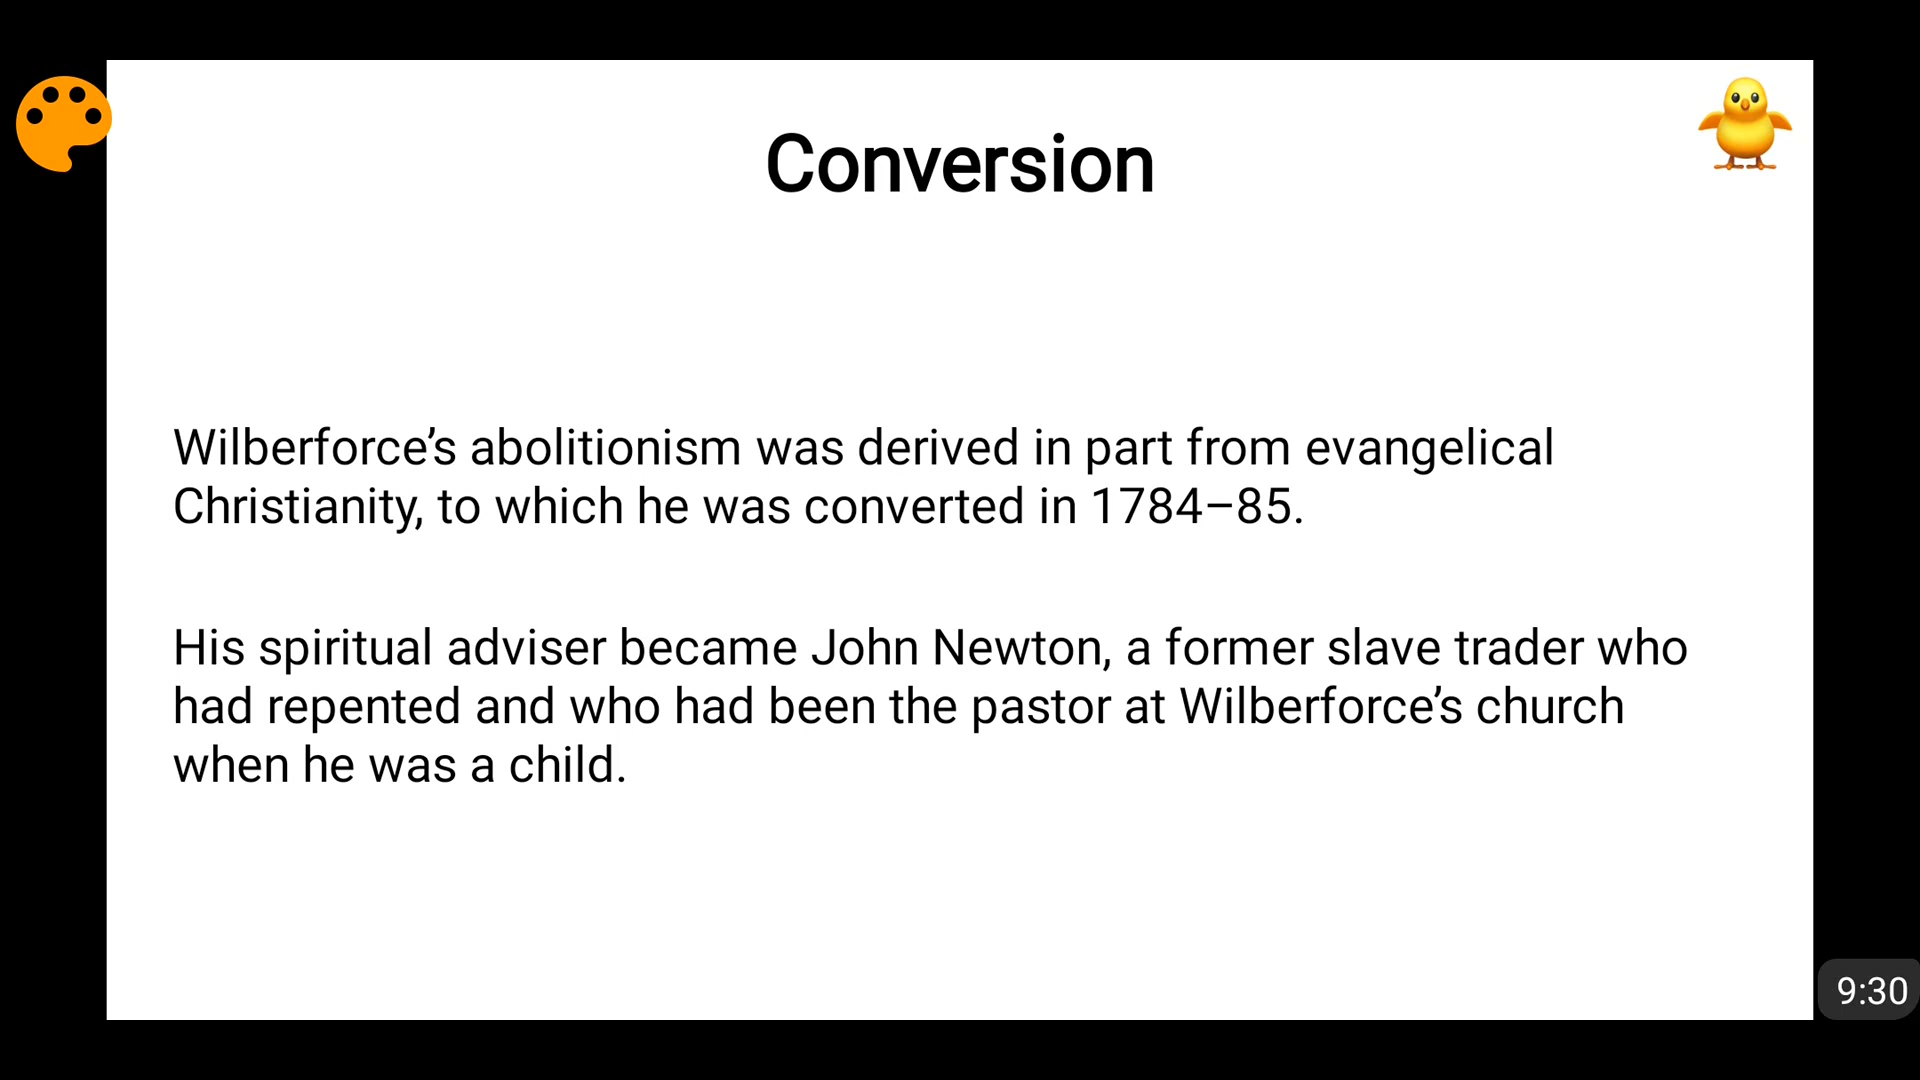 Conversion
Wilberforce’s abolitionism was derived in part from evangelical
Christianity, to which he was converted in 1784–85.
His spiritual adviser became John Newton, a former slave trader who
had repented and who had been the pastor at Wilberforce’s church
when he was a child.
9:30